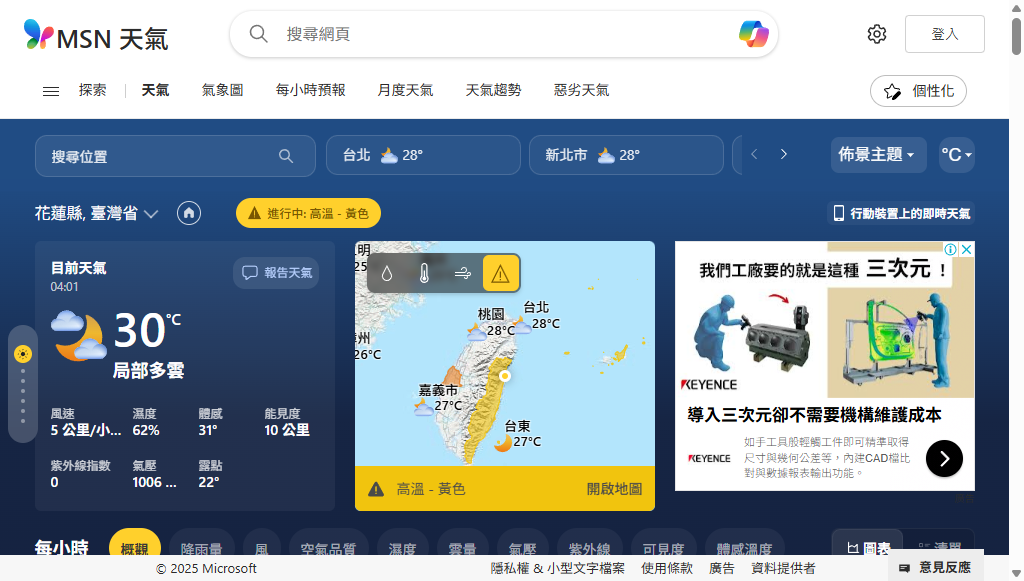 MSN 天氣
搜尋網頁
登入
探索
天氣
氣象圖
每小時預報
月度天氣
天氣趨勢
惡劣天氣
個性化
搜尋位置
台北 28°
新北市 28°
佈景主題
°C
花蓮縣, 臺灣省
進行中: 高溫 - 黃色
行動裝置上的即時天氣
目前天氣
04:01
報告天氣
30°C
局部多雲
風速
5 公里/小...
濕度
62%
體感
31°
能見度
10 公里
紫外線指數
0
氣壓
1006 ...
露點
22°
明
25
州
26°C
桃園
28°C
台北
28°C
嘉義市
27°C
台東
27°C
高溫 - 黃色
開啟地圖
我們工廠要的就是這種 三次元 !
KEYENCE
導入三次元卻不需要機構維護成本
KEYENCE
如手工具般輕觸工件即可精準取得
尺寸與幾何公差等，內建CAD檔比
對與數據報表輸出功能。
每小時
概觀
降雨量
風
空氣品質
濕度
雲量
氣壓
紫外線
可見度
體感溫度
圖表
清單
© 2025 Microsoft
隱私權 & 小型文字檔案
使用條款
廣告
資料提供者
意見反應